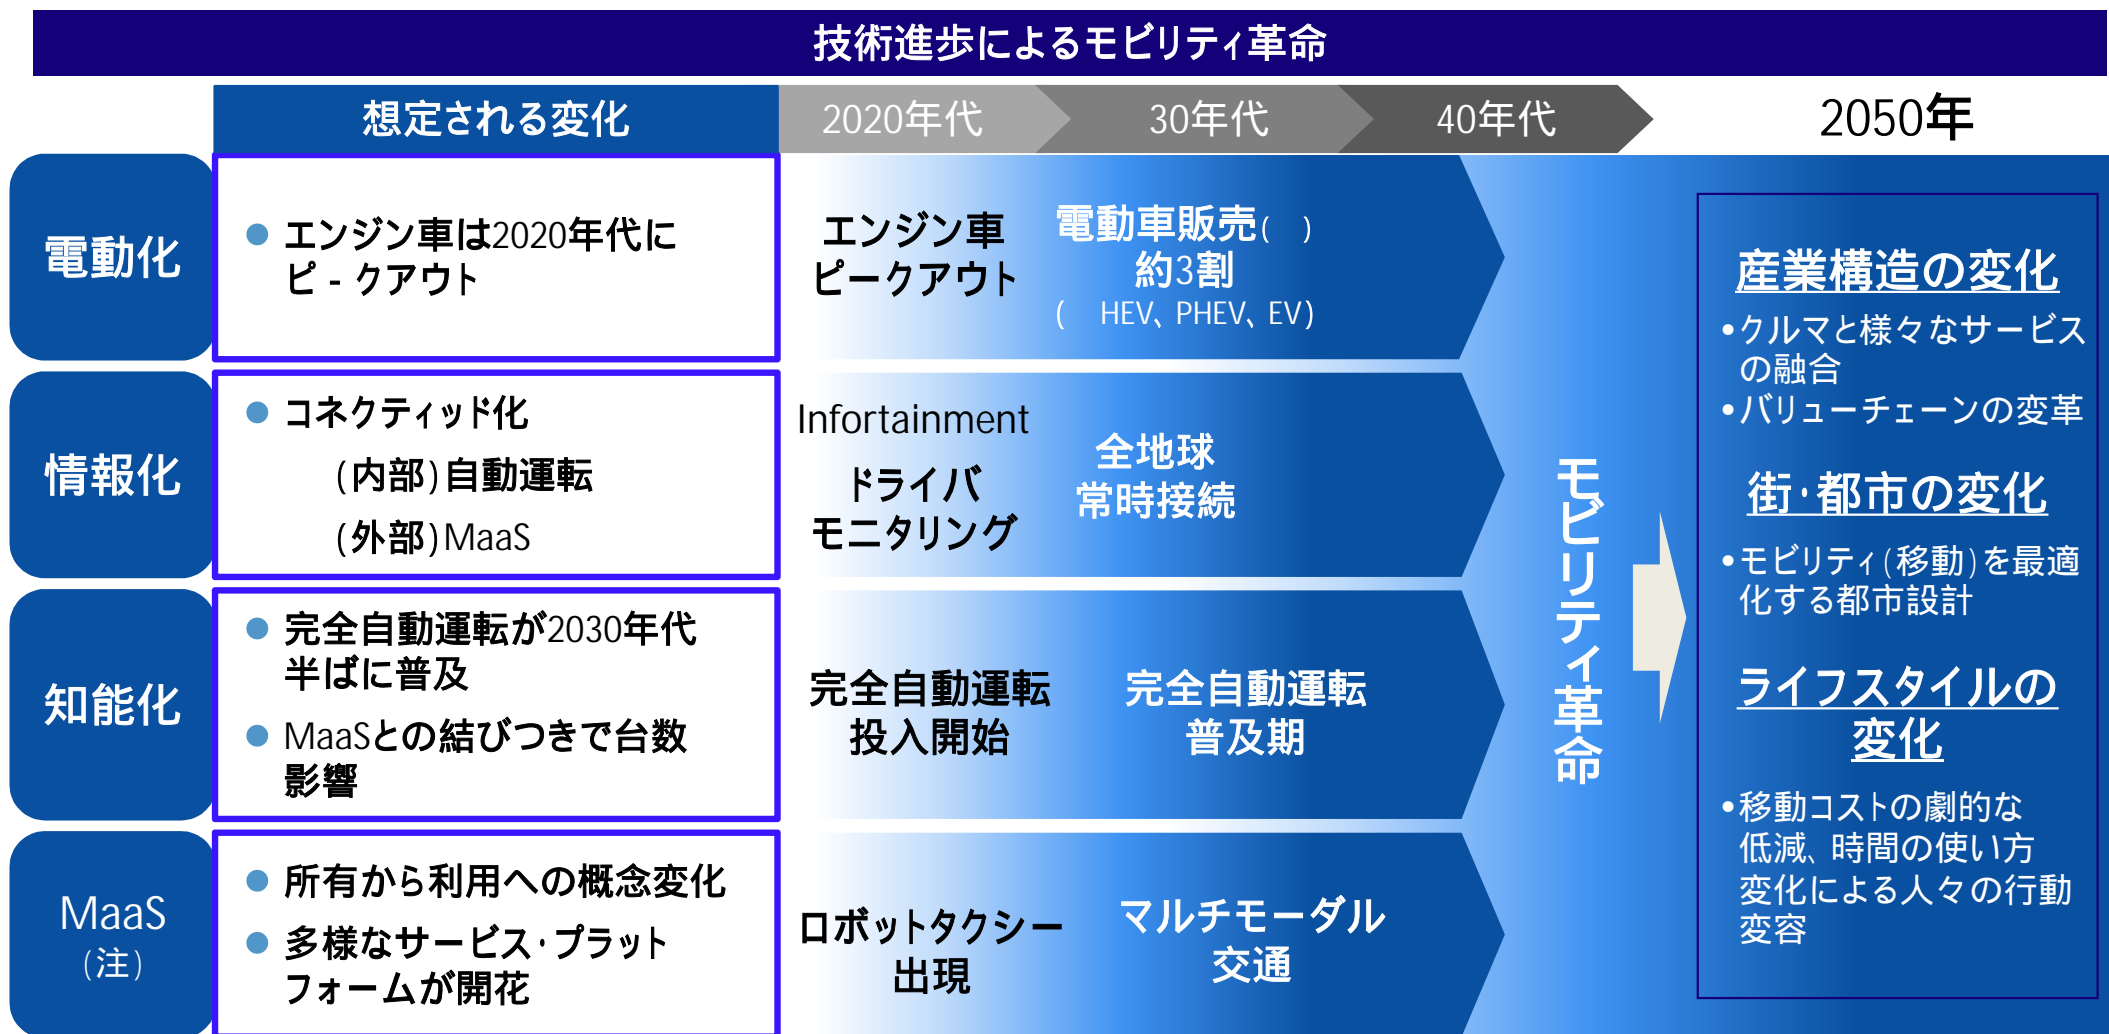 技術進歩によるモビリティ革命
想定される変化
2020年代
30年代
40年代
2050年
電動化
● エンジン車は2020年代に
ピ - クアウト
エンジン車
ピークアウト
電動車販売( )
約3割
( HEV、PHEV、EV)
情報化
● コネクティッド化
(内部)自動運転
(外部)MaaS
Infortainment
ドライバ
モニタリング
全地球
常時接続
知能化
● 完全自動運転が2030年代
半ばに普及
● MaaSとの結びつきで台数
影響
完全自動運転
投入開始
完全自動運転
普及期
MaaS
(注)
● 所有から利用への概念変化
● 多様なサービス・プラット
フォームが開花
ロボットタクシー
出現
マルチモーダル
交通
モビリティ革命
産業構造の変化
•クルマと様々なサービス
の融合
•バリューチェーンの変革
街・都市の変化
•モビリティ(移動)を最適
化する都市設計
ライフスタイルの
変化
•移動コストの劇的な
低減、時間の使い方
変化による人々の行動
変容